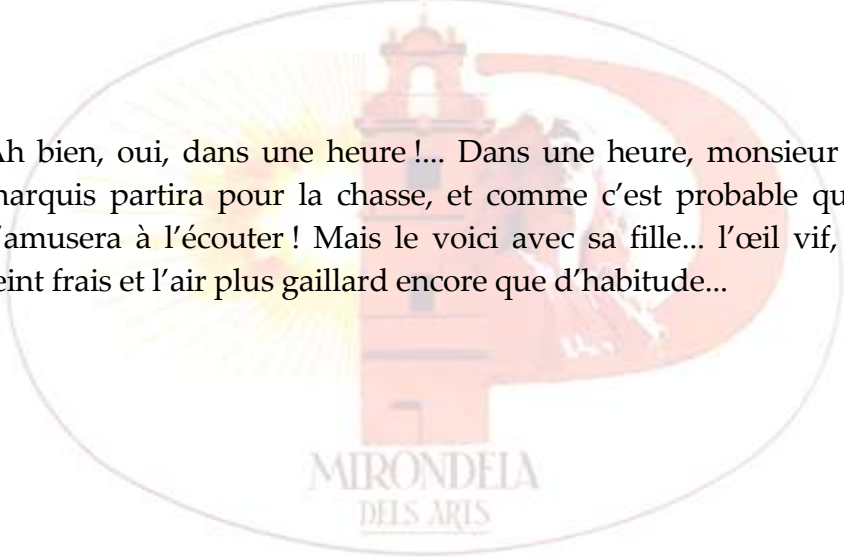 Ah bien, oui, dans une heure !... Dans une heure, monsieur
marquis partira pour la chasse, et comme c’est probable qu
’amusera à l’écouter ! Mais le voici avec sa fille... l’œil vif,
teint frais et l’air plus gaillard encore que d’habitude...
MIRONDELA
DELS ARTS